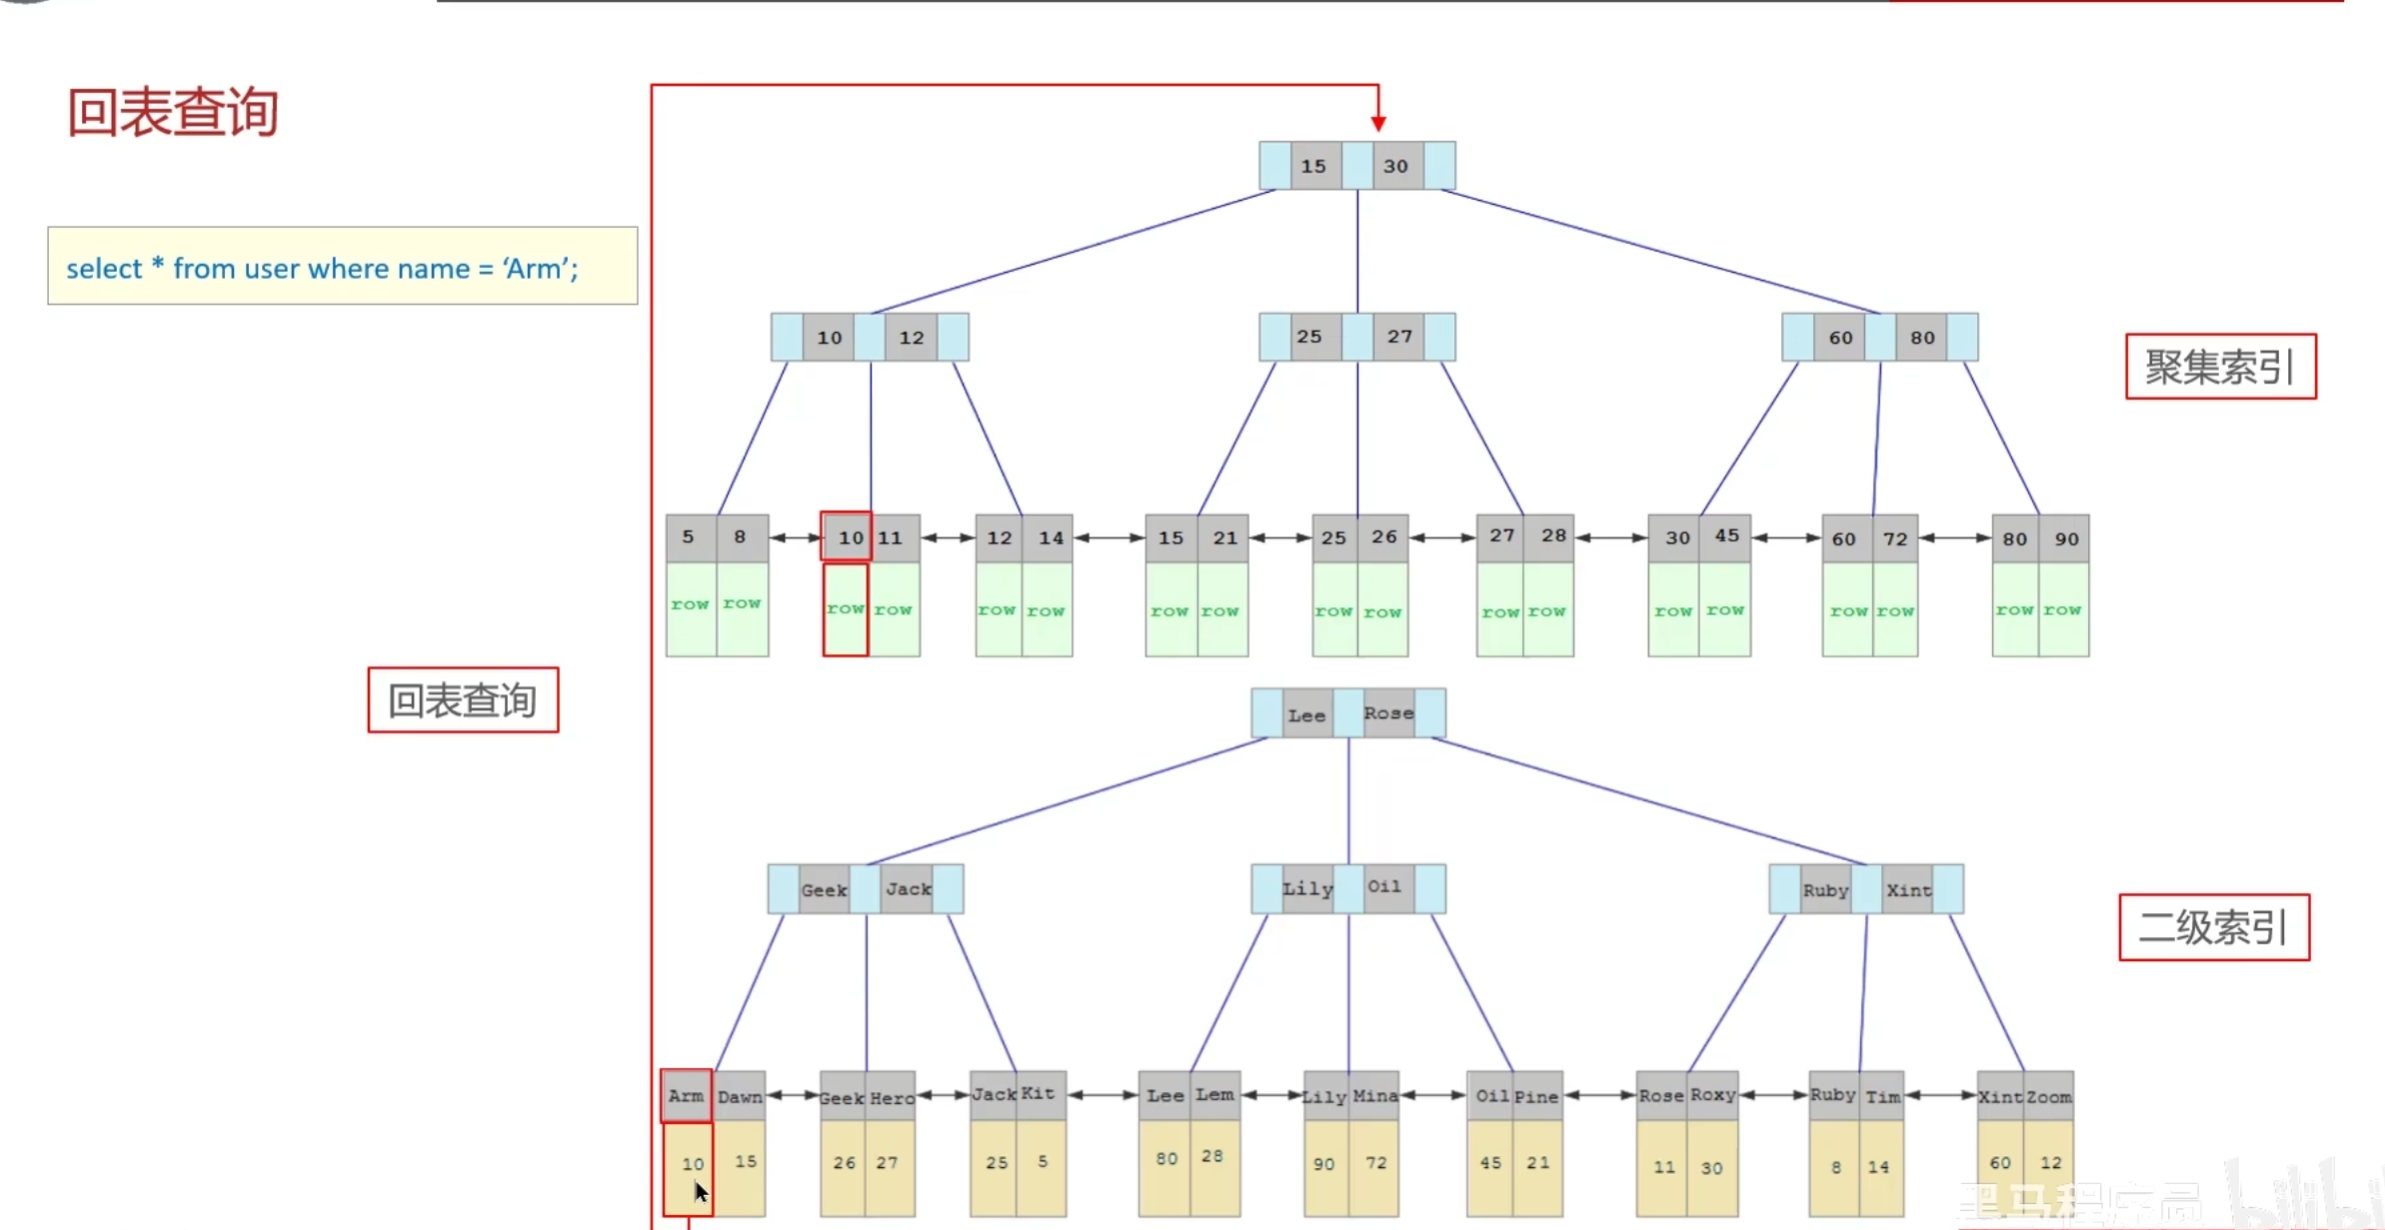 回表查询
select * from user where name = ‘Arm’;
15 30
10 12 25 27 60 80
聚集索引
5 8 10 11 12 14 15 21 25 26 27 28 30 45 60 72 80 90
row row row row row row row row row row row row row row row row row row
回表查询
Lee Rose
Geek Jack Lily Oil Ruby Xint
二级索引
Arm Dawn Geek Hero Jack Kit Lee Lem Lily Mina Oil Pine Rose Roxy Ruby Tim Xint Zoom
10 15 26 27 25 5 80 28 90 72 45 21 11 30 8 14 60 12
黑马程序员 bilibili